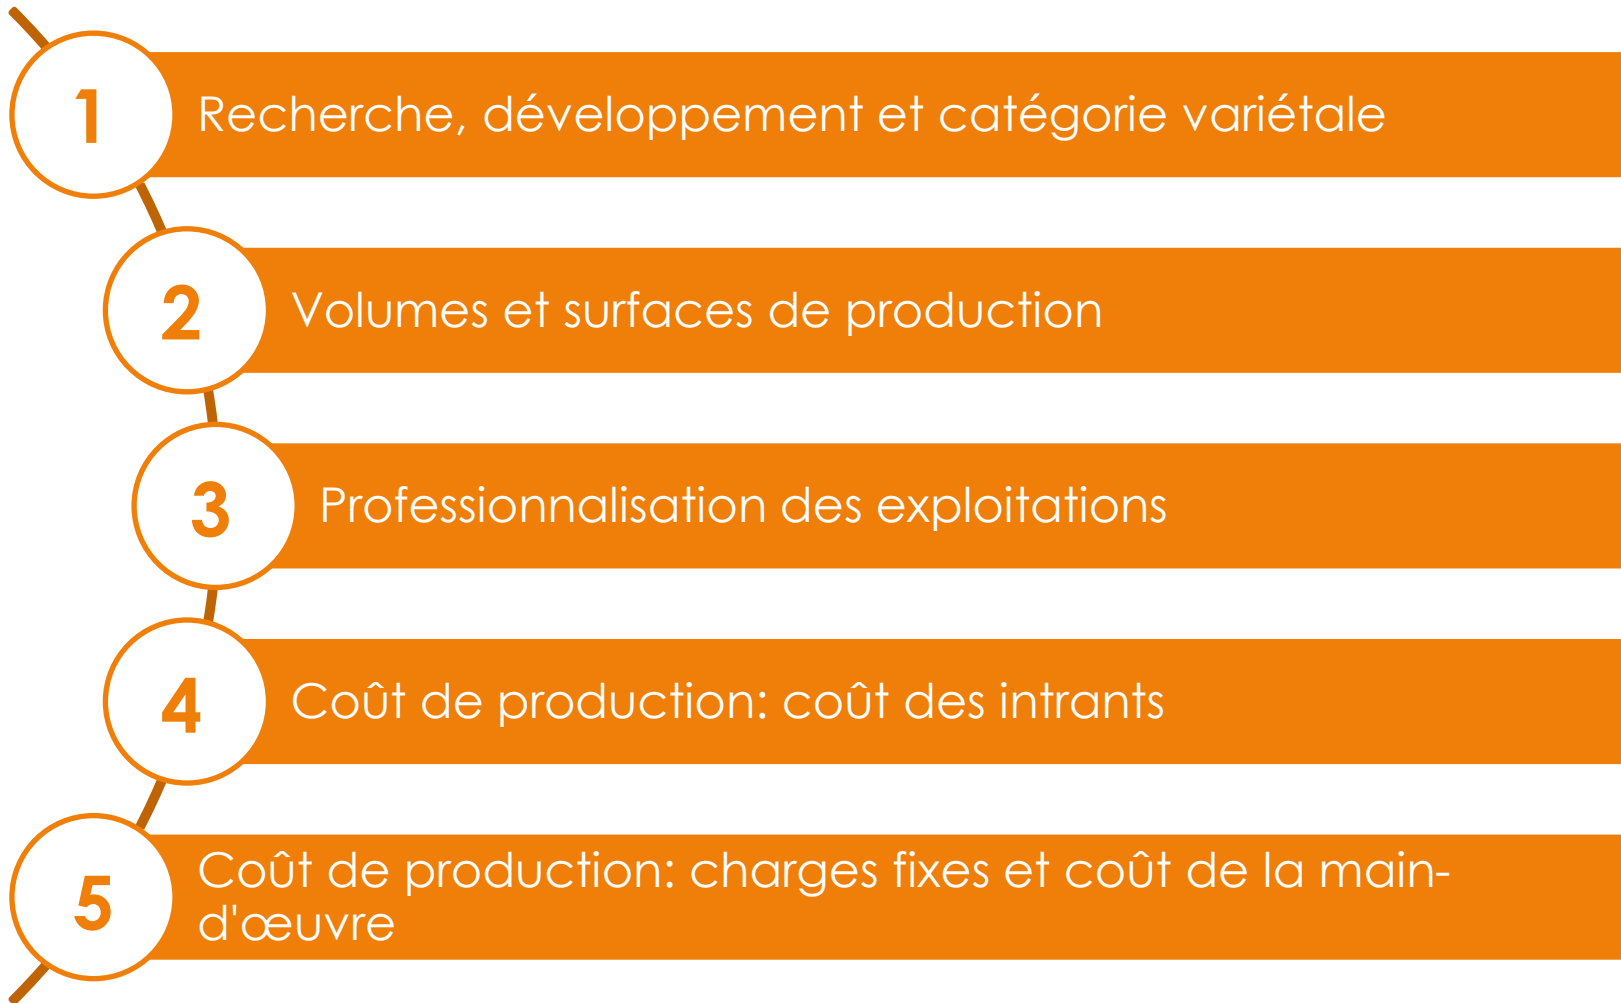 1
Recherche, développement et catégorie variétale
2
Volumes et surfaces de production
3
Professionnalisation des exploitations
4
Coût de production: coût des intrants
5
Coût de production: charges fixes et coût de la main-
d'œuvre